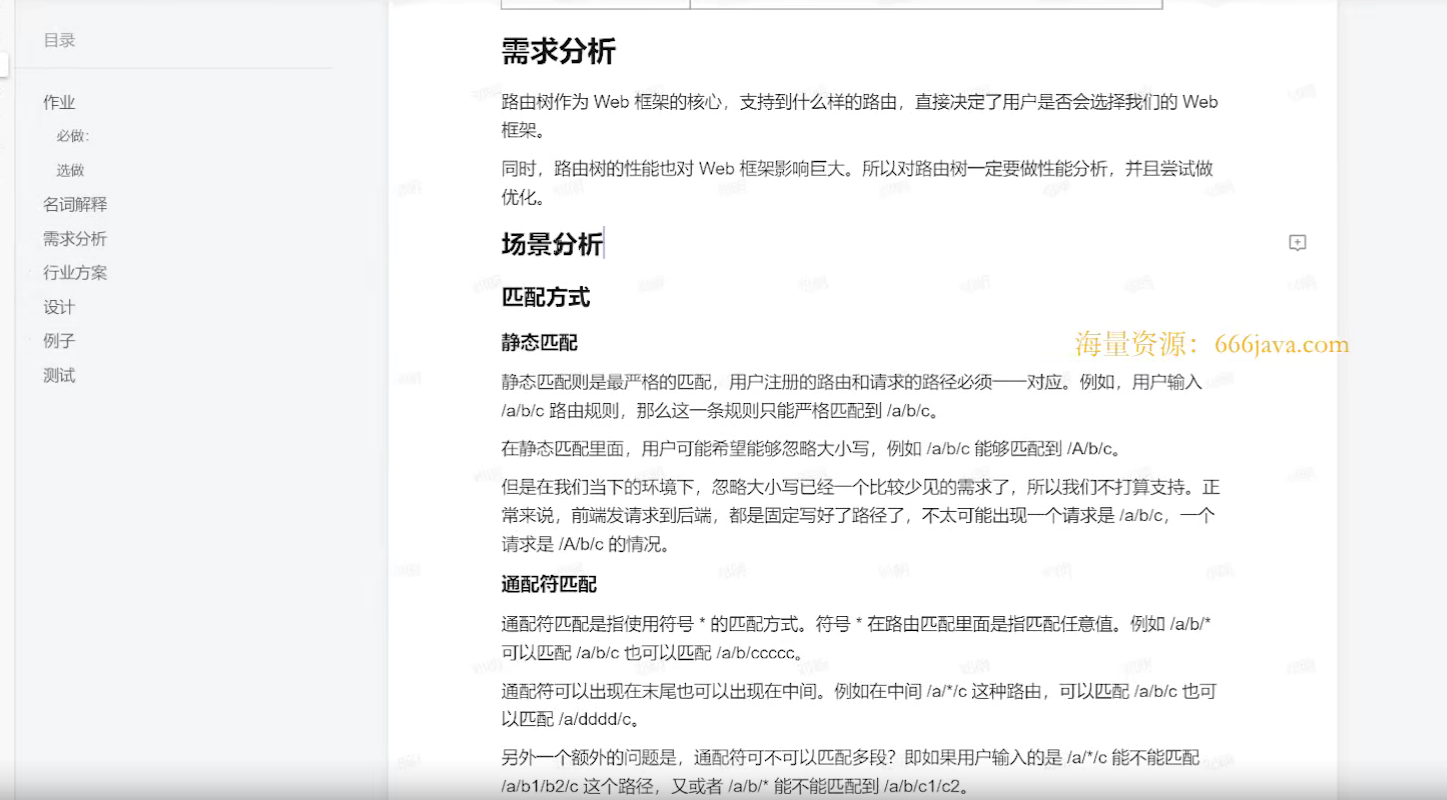 目录
作业
必做:
选做
名词解释
需求分析
行业方案
设计
例子
测试
需求分析
路由树作为 Web 框架的核心，支持到什么样的路由，直接决定了用户是否会选择我们的 Web
框架。
同时，路由树的性能也对 Web 框架影响巨大。所以对路由树一定要做性能分析，并且尝试做
优化。
场景分析
匹配方式
海量资源：666java.com
静态匹配
静态匹配则是最严格的匹配，用户注册的路由和请求的路径必须一一对应。例如，用户输入
/a/b/c 路由规则，那么这一条规则只能严格匹配到 /a/b/c。
在静态匹配里面，用户可能希望能够忽略大小写，例如 /a/b/c 能够匹配到 /A/b/c。
但是在我们当下的环境下，忽略大小写已经一个比较少见的需求了，所以我们不打算支持。正
常来说，前端发请求到后端，都是固定写好了路径了，不太可能出现一个请求是 /a/b/c，一个
请求是 /A/b/c 的情况。
通配符匹配
通配符匹配是指使用符号 * 的匹配方式。符号 * 在路由匹配里面是指匹配任意值。例如 /a/b/*
可以匹配 /a/b/c 也可以匹配 /a/b/ccccc。
通配符可以出现在末尾也可以出现在中间。例如在中间 /a/*/c 这种路由，可以匹配 /a/b/c 也可
以匹配 /a/dddd/c。
另外一个额外的问题是，通配符可不可以匹配多段？即如果用户输入的是 /a/*/c 能不能匹配
/a/b1/b2/c 这个路径，又或者 /a/b/* 能不能匹配到 /a/b/c1/c2。